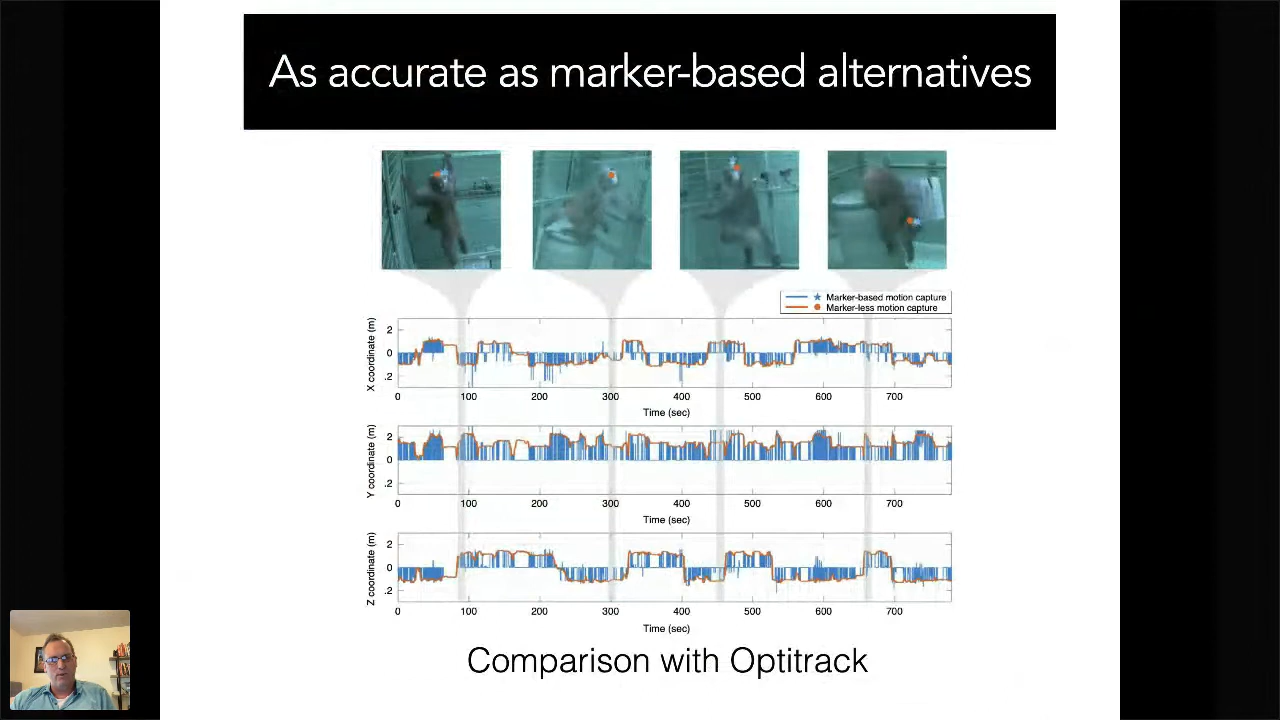 As accurate as marker-based alternatives
Marker-based motion capture
Marker-less motion capture
X coordinate (m)
2
0
.2
0 100 200 300 400 500 600 700
Time (sec)
Y coordinate (m)
2
0
.2
0 100 200 300 400 500 600 700
Time (sec)
Z coordinate (m)
2
0
.2
0 100 200 300 400 500 600 700
Time (sec)
Comparison with Optitrack